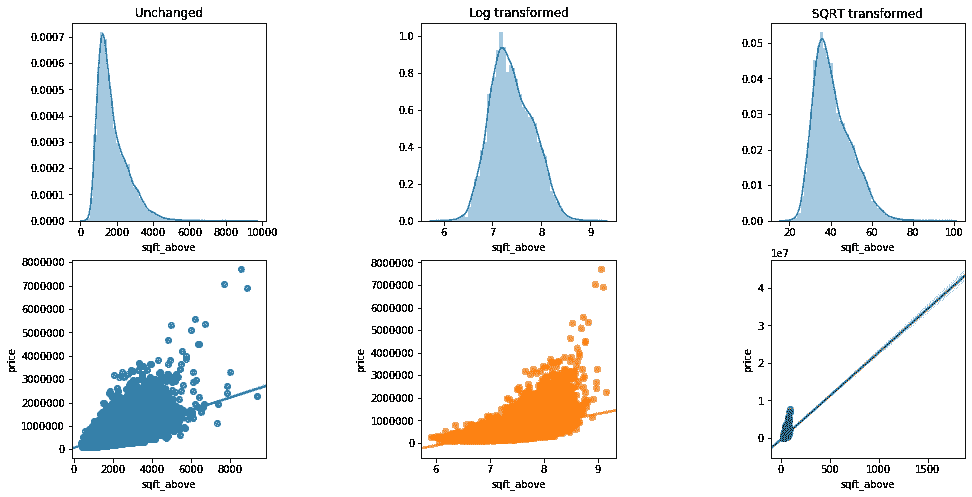 Unchanged
Log transformed
SQRT transformed
0.0007
0.0006
0.0005
0.0004
0.0003
0.0002
0.0001
0.0000
0 2000 4000 6000 8000 10000
sqft_above
1.0
0.8
0.6
0.4
0.2
0.0
6 7 8 9
sqft_above
0.05
0.04
0.03
0.02
0.01
0.00
20 40 60 80 100
sqft_above
8000000
7000000
6000000
5000000
4000000
3000000
2000000
1000000
0
price
2000 4000 6000 8000
sqft_above
8000000
7000000
6000000
5000000
4000000
3000000
2000000
1000000
0
price
6 7 8 9
sqft_above
1e7
4
3
2
1
0
price
0 500 1000 1500
sqft_above